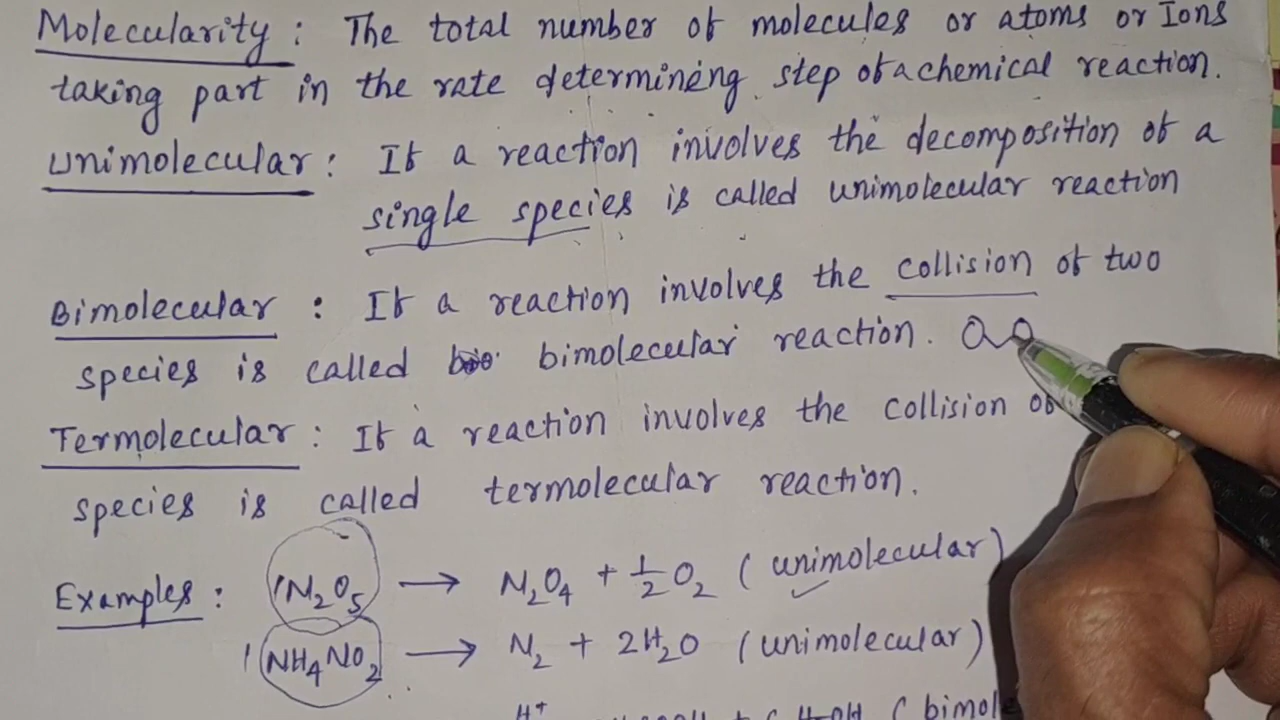 Molecularity : The total number of molecules or atoms or Ions
taking part in the rate determining step of a chemical reaction.
Unimolecular : If a reaction involves the decomposition of a
single species is called unimolecular reaction
Bimolecular : If a reaction involves the collision of two
species is called bimolecular reaction.
Termolecular : If a reaction involves the collision of
species is called termolecular reaction.
Examples : 1 N₂O₅ → N₂O₄ + ½ O₂ ( unimolecular )
1 NH₄NO₂ → N₂ + 2H₂O ( unimolecular )
H⁺